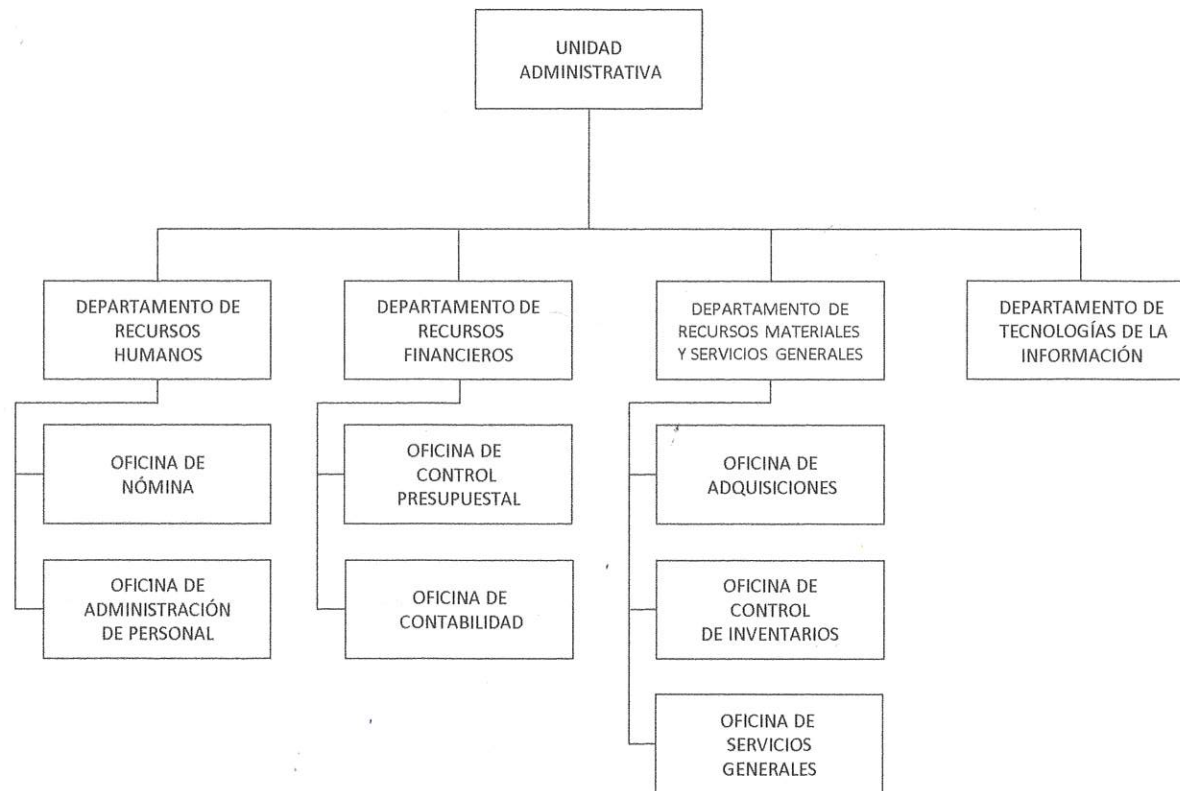 UNIDAD
ADMINISTRATIVA
DEPARTAMENTO DE
RECURSOS
HUMANOS
DEPARTAMENTO DE
RECURSOS
FINANCIEROS
DEPARTAMENTO DE
RECURSOS MATERIALES
Y SERVICIOS GENERALES
DEPARTAMENTO DE
TECNOLOGÍAS DE LA
INFORMACIÓN
OFICINA DE
NÓMINA
OFICINA DE
CONTROL
PRESUPUESTAL
OFICINA DE
ADQUISICIONES
OFICINA DE
ADMINISTRACIÓN
DE PERSONAL
OFICINA DE
CONTABILIDAD
OFICINA DE
CONTROL
DE INVENTARIOS
OFICINA DE
SERVICIOS
GENERALES